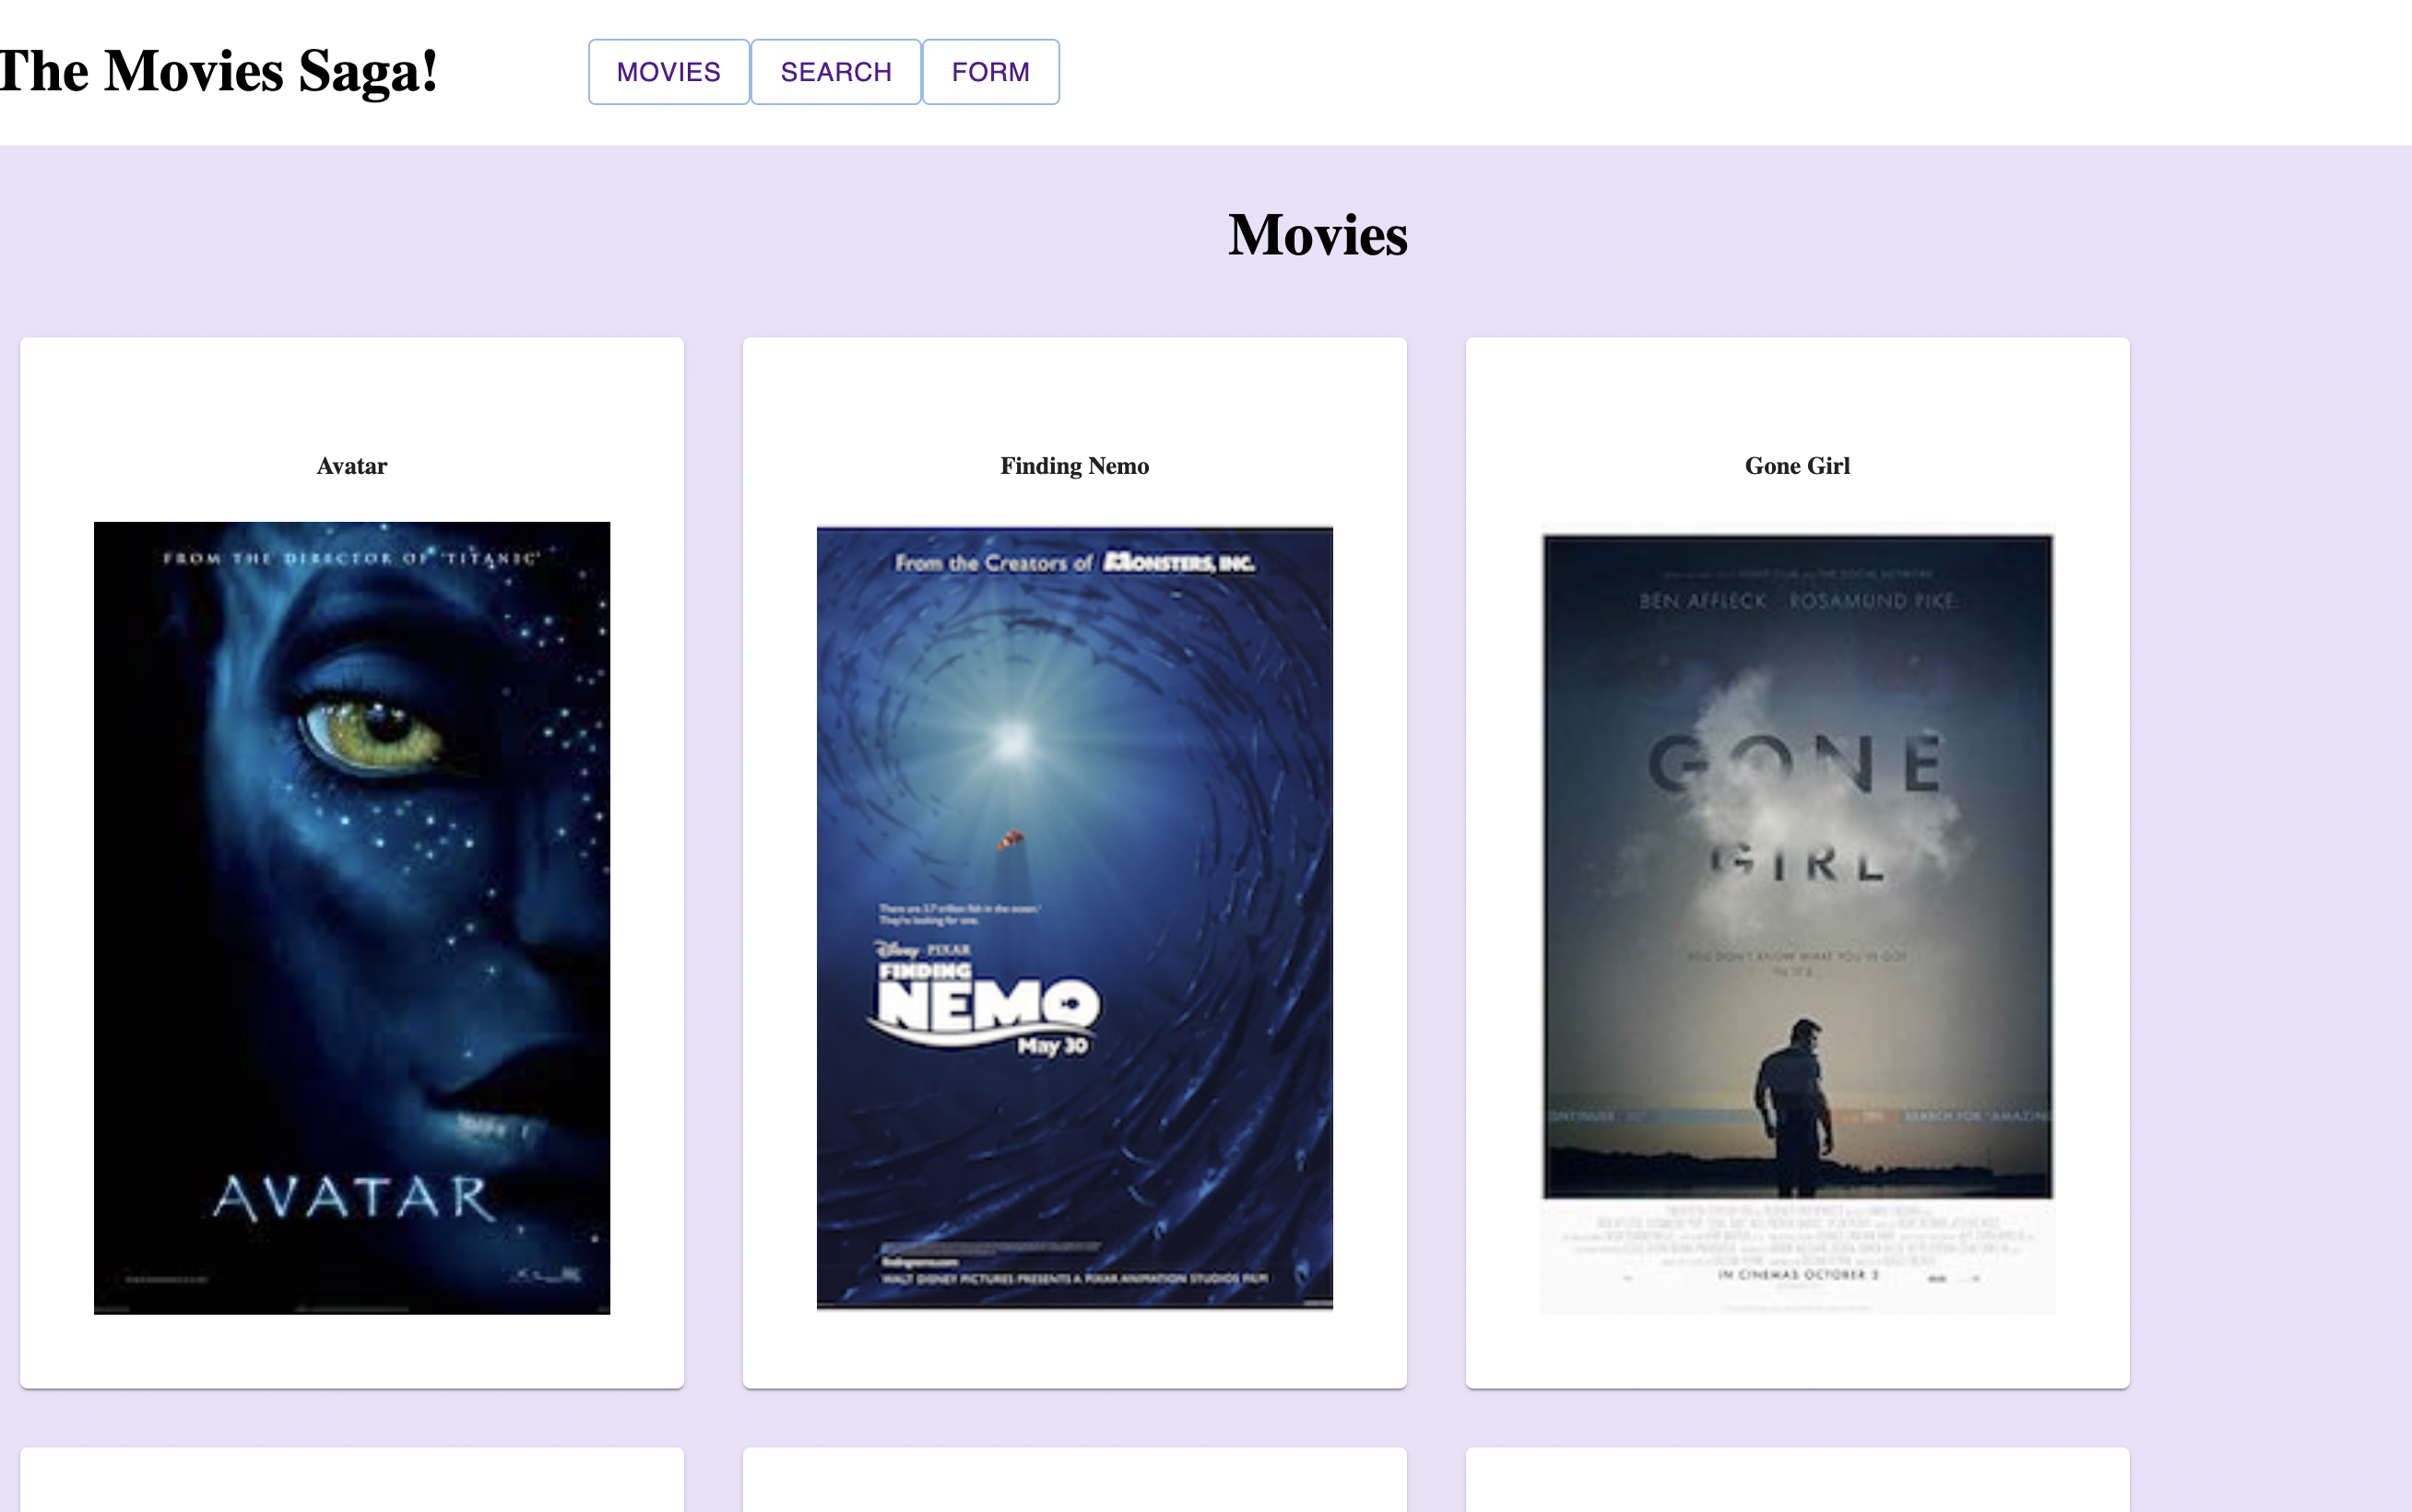 The Movies Saga!
MOVIES SEARCH FORM
Movies
Avatar
FROM THE DIRECTOR OF 'TITANIC'
AVATAR
Finding Nemo
From the Creators of MONSTERS, INC.
There are 3.7 trillion fish in the ocean.
They're looking for one.
Disney PIXAR
FINDING
NEMO
May 30
WALT DISNEY PICTURES PRESENTS A PIXAR ANIMATION STUDIOS FILM
Gone Girl
BEN AFFLECK ROSAMUND PIKE
GONE
GIRL
YOU DON'T KNOW WHAT YOU'VE GOT
SEARCH FOR "AMAZING
IN CINEMAS OCTOBER 3